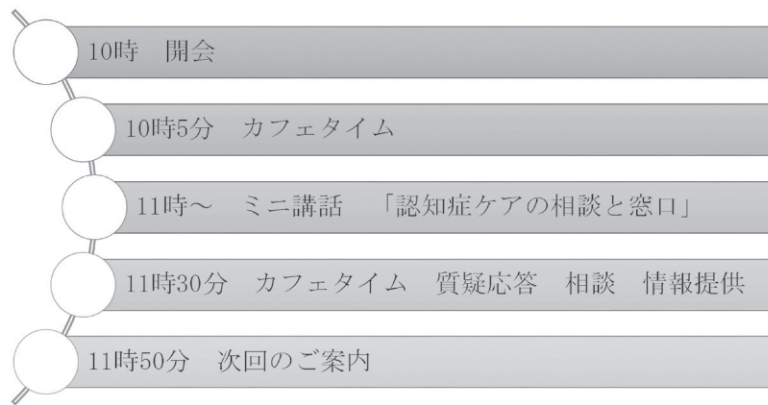 10時　開会
10時5分　カフェタイム
11時～　ミニ講話　「認知症ケアの相談と窓口」
11時30分　カフェタイム　質疑応答　相談　情報提供
11時50分　次回のご案内